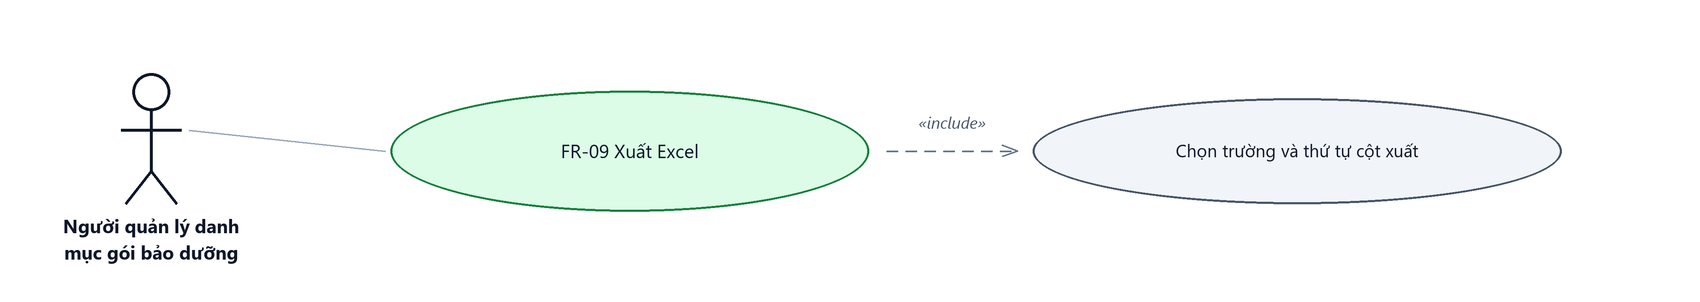 «include»
FR-09 Xuất Excel
Chọn trường và thứ tự cột xuất
Người quản lý danh
mục gói bảo dưỡng